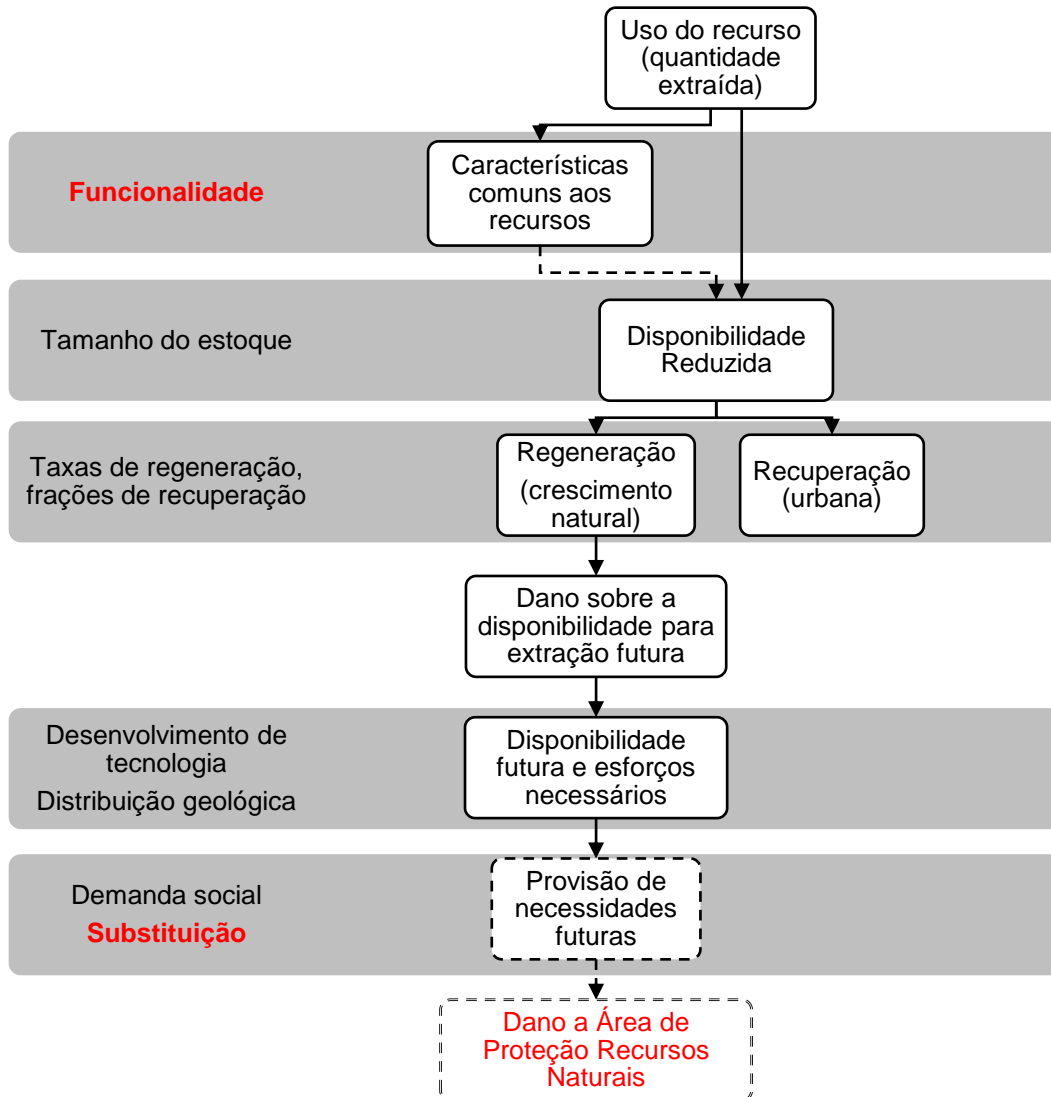 Uso do recurso
(quantidade
extraída)
Funcionalidade
Características
comuns aos
recursos
Tamanho do estoque
Disponibilidade
Reduzida
Taxas de regeneração,
frações de recuperação
Regeneração
(crescimento
natural)
Recuperação
(urbana)
Dano sobre a
disponibilidade para
extração futura
Desenvolvimento de
tecnologia
Distribuição geológica
Disponibilidade
futura e esforços
necessários
Demanda social
Substituição
Provisão de
necessidades
futuras
Dano a Área de
Proteção Recursos
Naturais